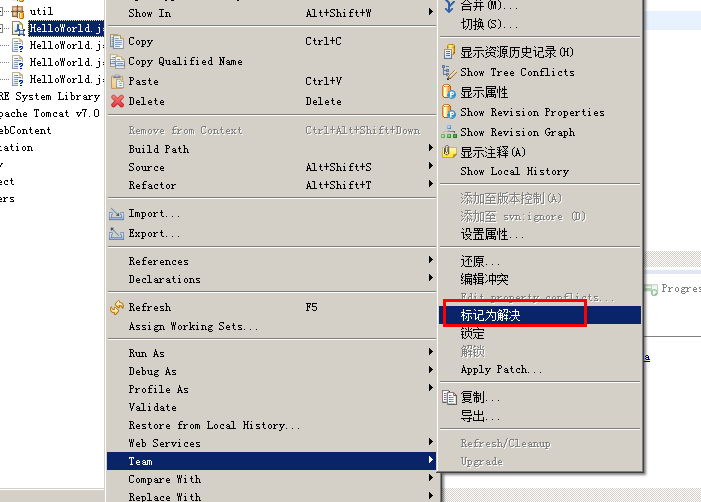 util
HelloWorld.j
HelloWorld.j
HelloWorld.j
HelloWorld.j
RE System Library
pache Tomcat v7.0
ebContent
tation
y
ect
ers
Show In Alt+Shift+W
Copy Ctrl+C
Copy Qualified Name
Paste Ctrl+V
Delete Delete
Remove from Context Ctrl+Alt+Shift+Down
Build Path
Source Alt+Shift+S
Refactor Alt+Shift+T
Import...
Export...
References
Declarations
Refresh F5
Assign Working Sets...
Run As
Debug As
Profile As
Validate
Restore from Local History...
Web Services
Team
Compare With
Replace With
合并(M)...
切换(S)...
显示资源历史记录(H)
Show Tree Conflicts
显示属性
Show Revision Properties
Show Revision Graph
显示注释(A)
Show Local History
添加至版本控制(A)
添加至 svn:ignore (D)
设置属性...
还原...
编辑冲突
Edit property conflicts...
标记为解决
锁定
解锁
Apply Patch...
复制...
导出...
Refresh/Cleanup
Upgrade
Progres
a